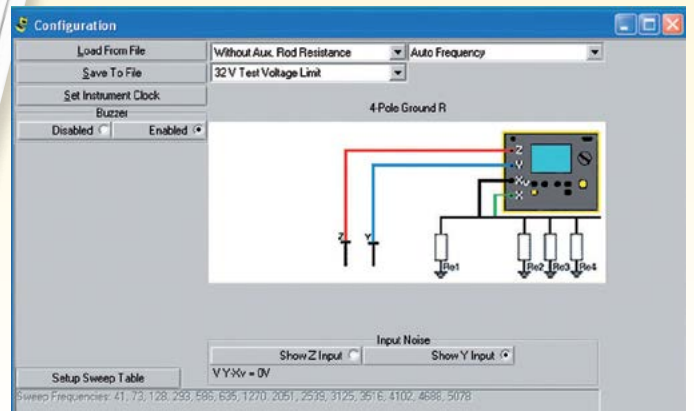 Configuration
Load From File
Without Aux. Rod Resistance
Auto Frequency
Save To File
32 V Test Voltage Limit
Set Instrument Clock
4-Pole Ground R
Buzzer
Disabled
Enabled
Z
Y
Xv
X
Z
Y
Re1
Re2
Re3
Re4
Input Noise
Show Z Input
Show Y Input
V Y-Xv = 0V
Setup Sweep Table
Sweep Frequencies: 41, 73, 128, 293, 586, 635, 1270, 2051, 2539, 3125, 3516, 4102, 4688, 5078